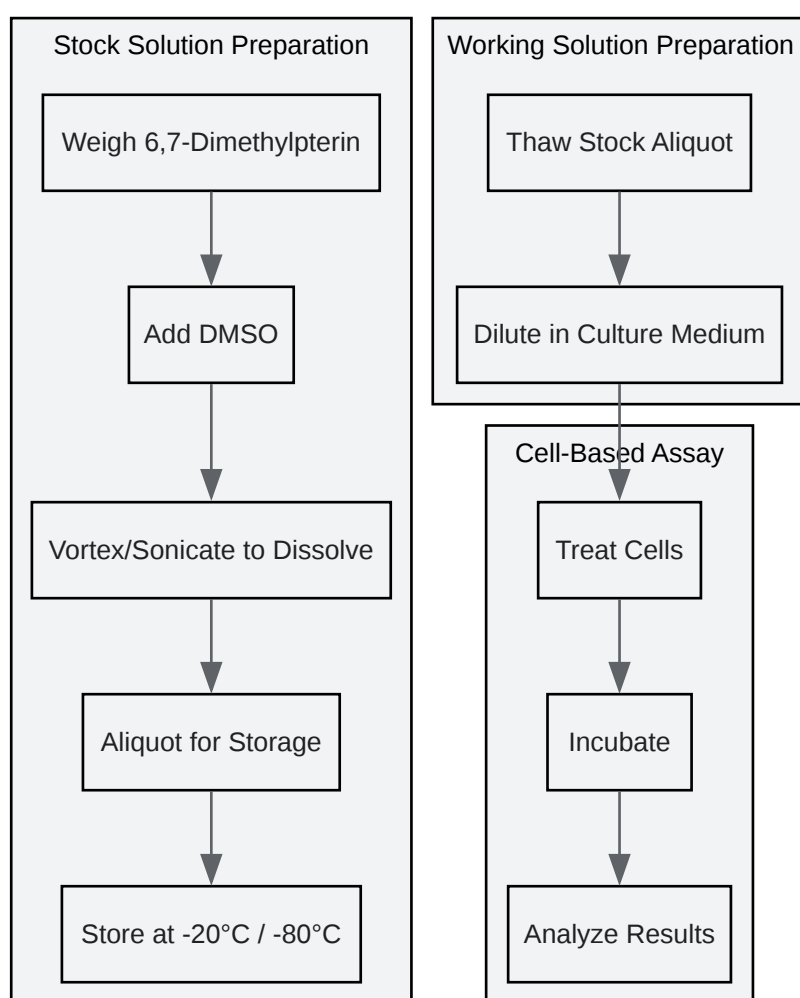 Stock Solution Preparation
Weigh 6,7-Dimethylpterin
Add DMSO
Vortex/Sonicate to Dissolve
Aliquot for Storage
Store at -20°C / -80°C
Working Solution Preparation
Thaw Stock Aliquot
Dilute in Culture Medium
Cell-Based Assay
Treat Cells
Incubate
Analyze Results